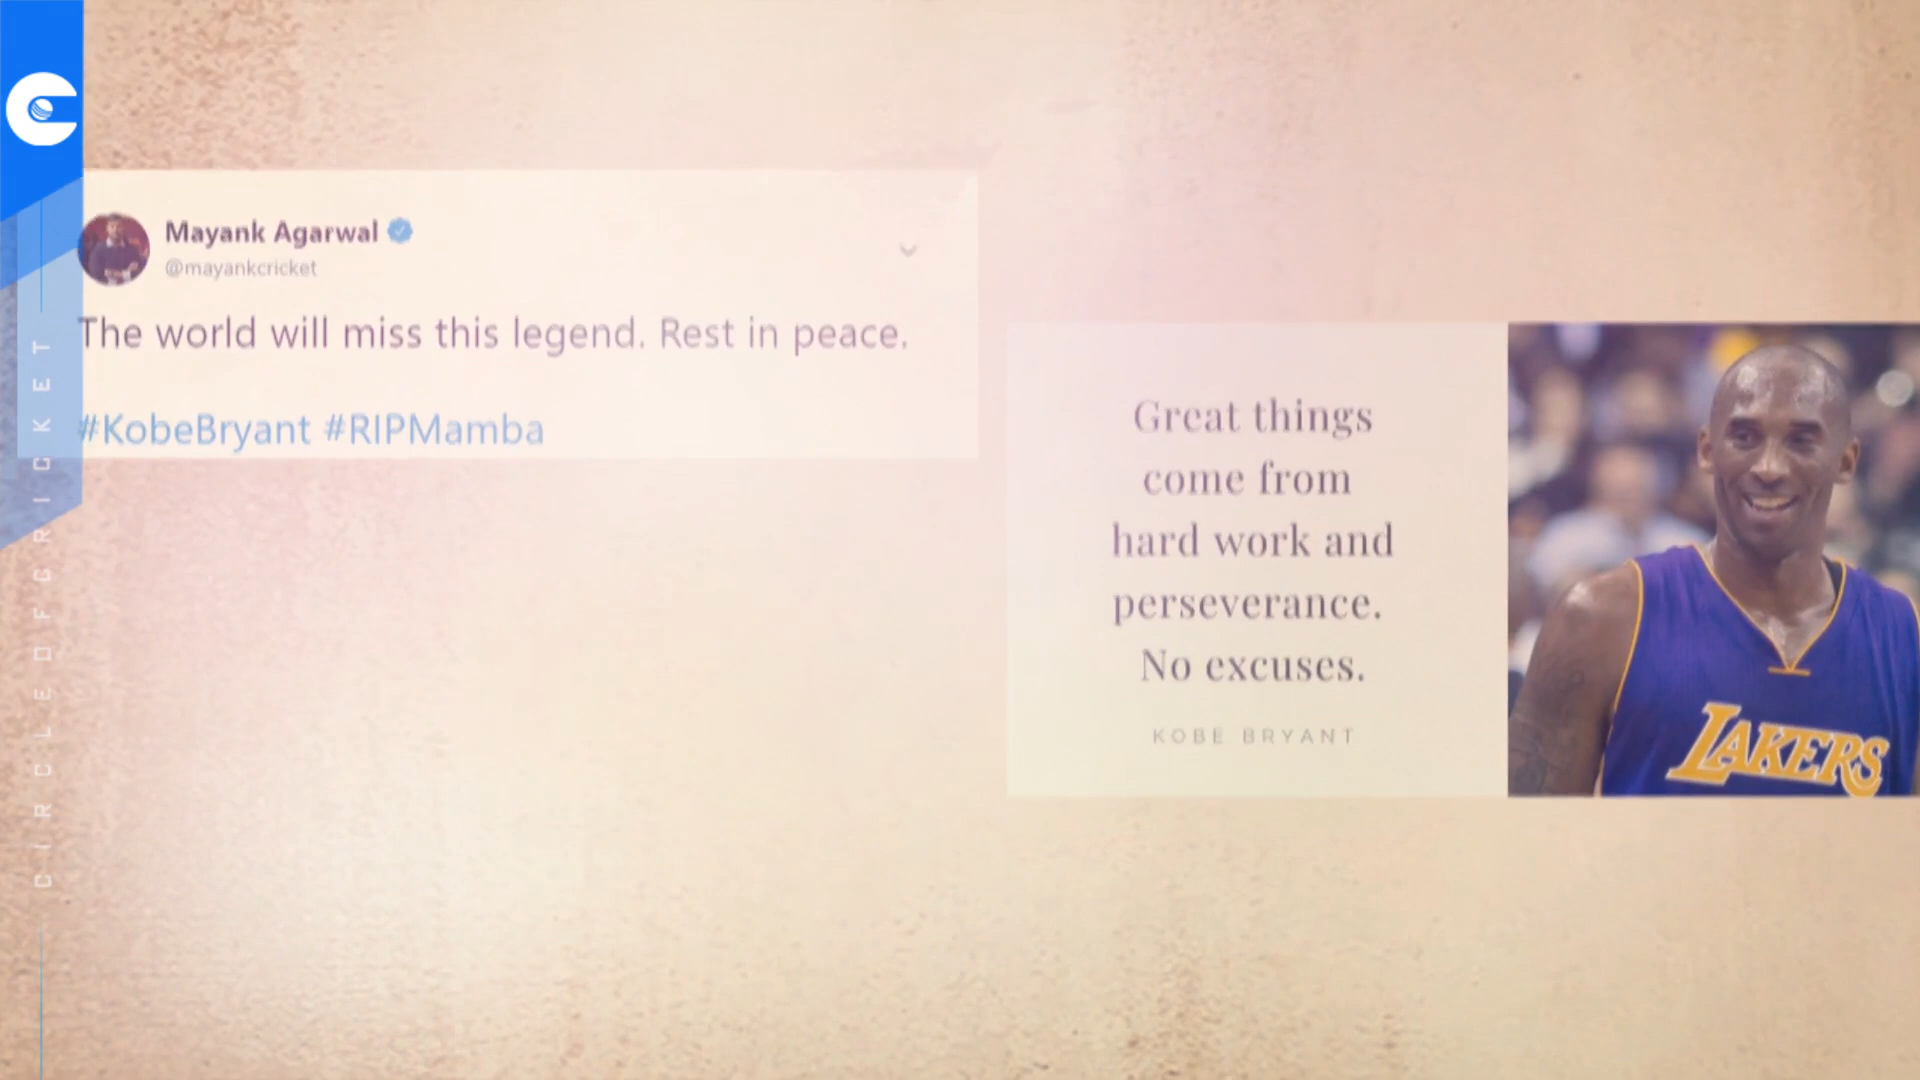 Mayank Agarwal
@mayankcricket
The world will miss this legend. Rest in peace.
#KobeBryant #RIPMamba
Great things
come from
hard work and
perseverance.
No excuses.
KOBE BRYANT
LAKERS
CIRCLE OF CRICKET